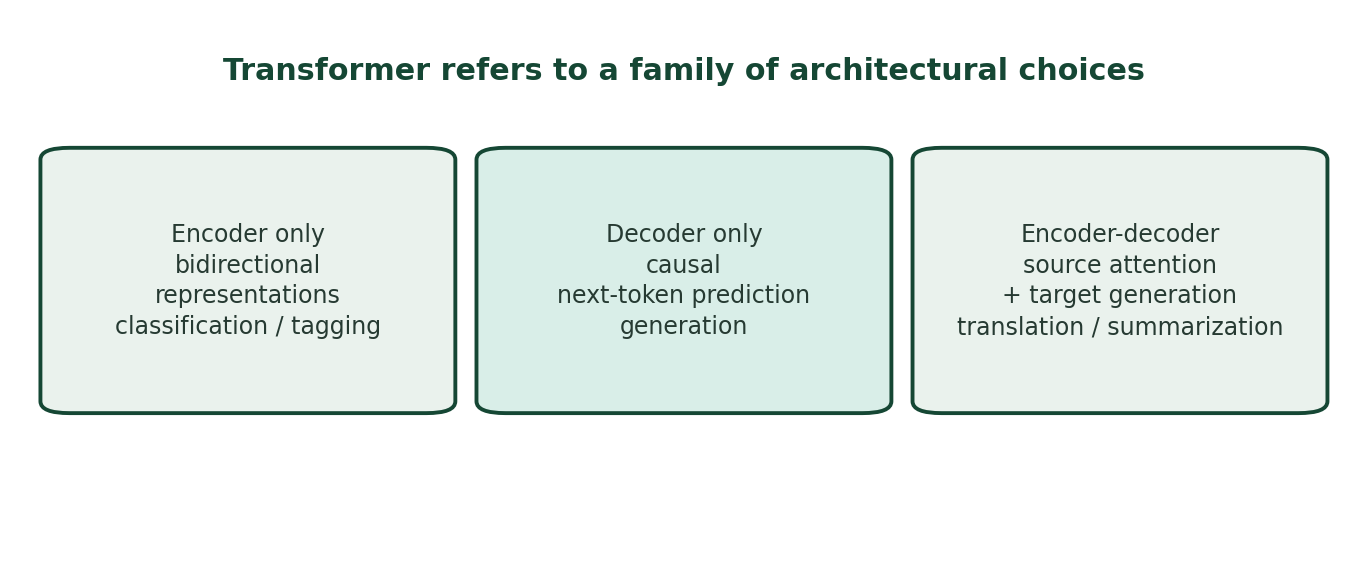 Transformer refers to a family of architectural choices
Encoder only
bidirectional
representations
classification / tagging
Decoder only
causal
next-token prediction
generation
Encoder-decoder
source attention
+ target generation
translation / summarization